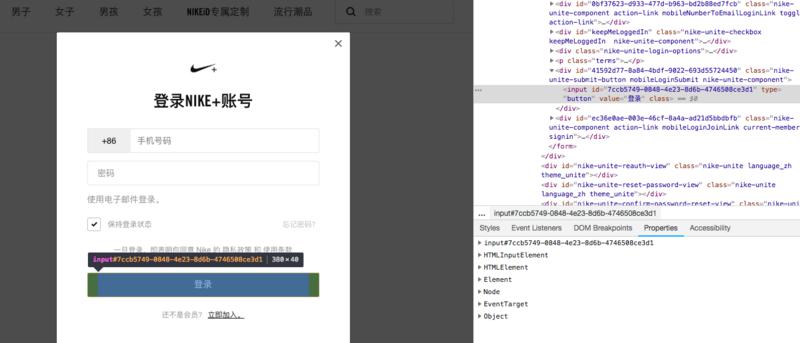 男子 女子 男孩 女孩 NIKEiD专属定制 流行潮品 搜索
登录NIKE+账号
+86 手机号码
密码
使用电子邮件登录。
保持登录状态 忘记密码?
一旦登录，即表明你同意 Nike 的 隐私政策 和 使用条款
input#7ccb5749-0848-4e23-8d6b-4746508ce3d1 | 380×40
登录
还不是会员? 立即加入。
▶<div id="0bf37623-d933-477d-b963-bd2b88ed7fcb" class="nike-
unite-component action-link mobileNumberToEmailLoginLink toggl
action-link">…</div>
▶<div id="keepMeLoggedIn" class="nike-unite-checkbox
keepMeLoggedIn nike-unite-component">…</div>
▶<div class="nike-unite-login-options">…</div>
▶<p class="terms">…</p>
▼<div id="41592d77-8a84-4bdf-9022-693d55724450" class="nike-
unite-submit-button mobileLoginSubmit nike-unite-component">
… <input id="7ccb5749-0848-4e23-8d6b-4746508ce3d1" type=
"button" value="登录" class> == $0
</div>
▶<div id="ec36e0ae-003e-46cf-8a4a-ad21d5bbdbfb" class="nike-
unite-component action-link mobileLoginJoinLink current-member-
signin">…</div>
</form>
</div>
▶<div class="nike-unite-reauth-view" class="nike-unite language_zh
theme_unite"></div>
▶<div class="nike-unite-reset-password-view" class="nike-unite
language_zh theme_unite"></div>
▶<div class="nike-unite-confirm-password-reset-view" class="nike-
… input#7ccb5749-0848-4e23-8d6b-4746508ce3d1
Styles Event Listeners DOM Breakpoints Properties Accessibility
▶ input#7ccb5749-0848-4e23-8d6b-4746508ce3d1
▶ HTMLInputElement
▶ HTMLElement
▶ Element
▶ Node
▶ EventTarget
▶ Object